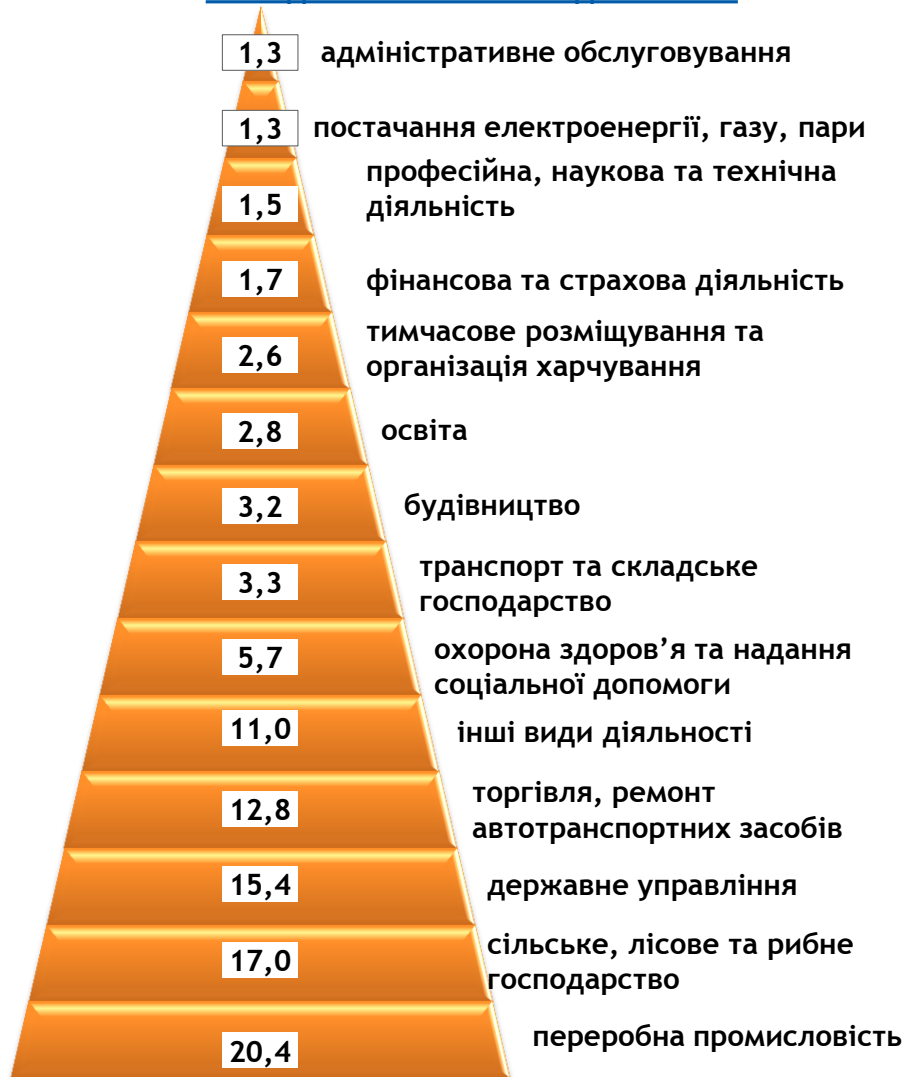 1,3 адміністративне обслуговування
1,3 постачання електроенергії, газу, пари
професійна, наукова та технічна
1,5 діяльність
1,7 фінансова та страхова діяльність
тимчасове розміщування та
2,6 організація харчування
2,8 освіта
3,2 будівництво
транспорт та складське
3,3 господарство
5,7 охорона здоров’я та надання
соціальної допомоги
11,0 інші види діяльності
торгівля, ремонт
12,8 автотранспортних засобів
15,4 державне управління
сільське, лісове та рибне
17,0 господарство
переробна промисловість
20,4